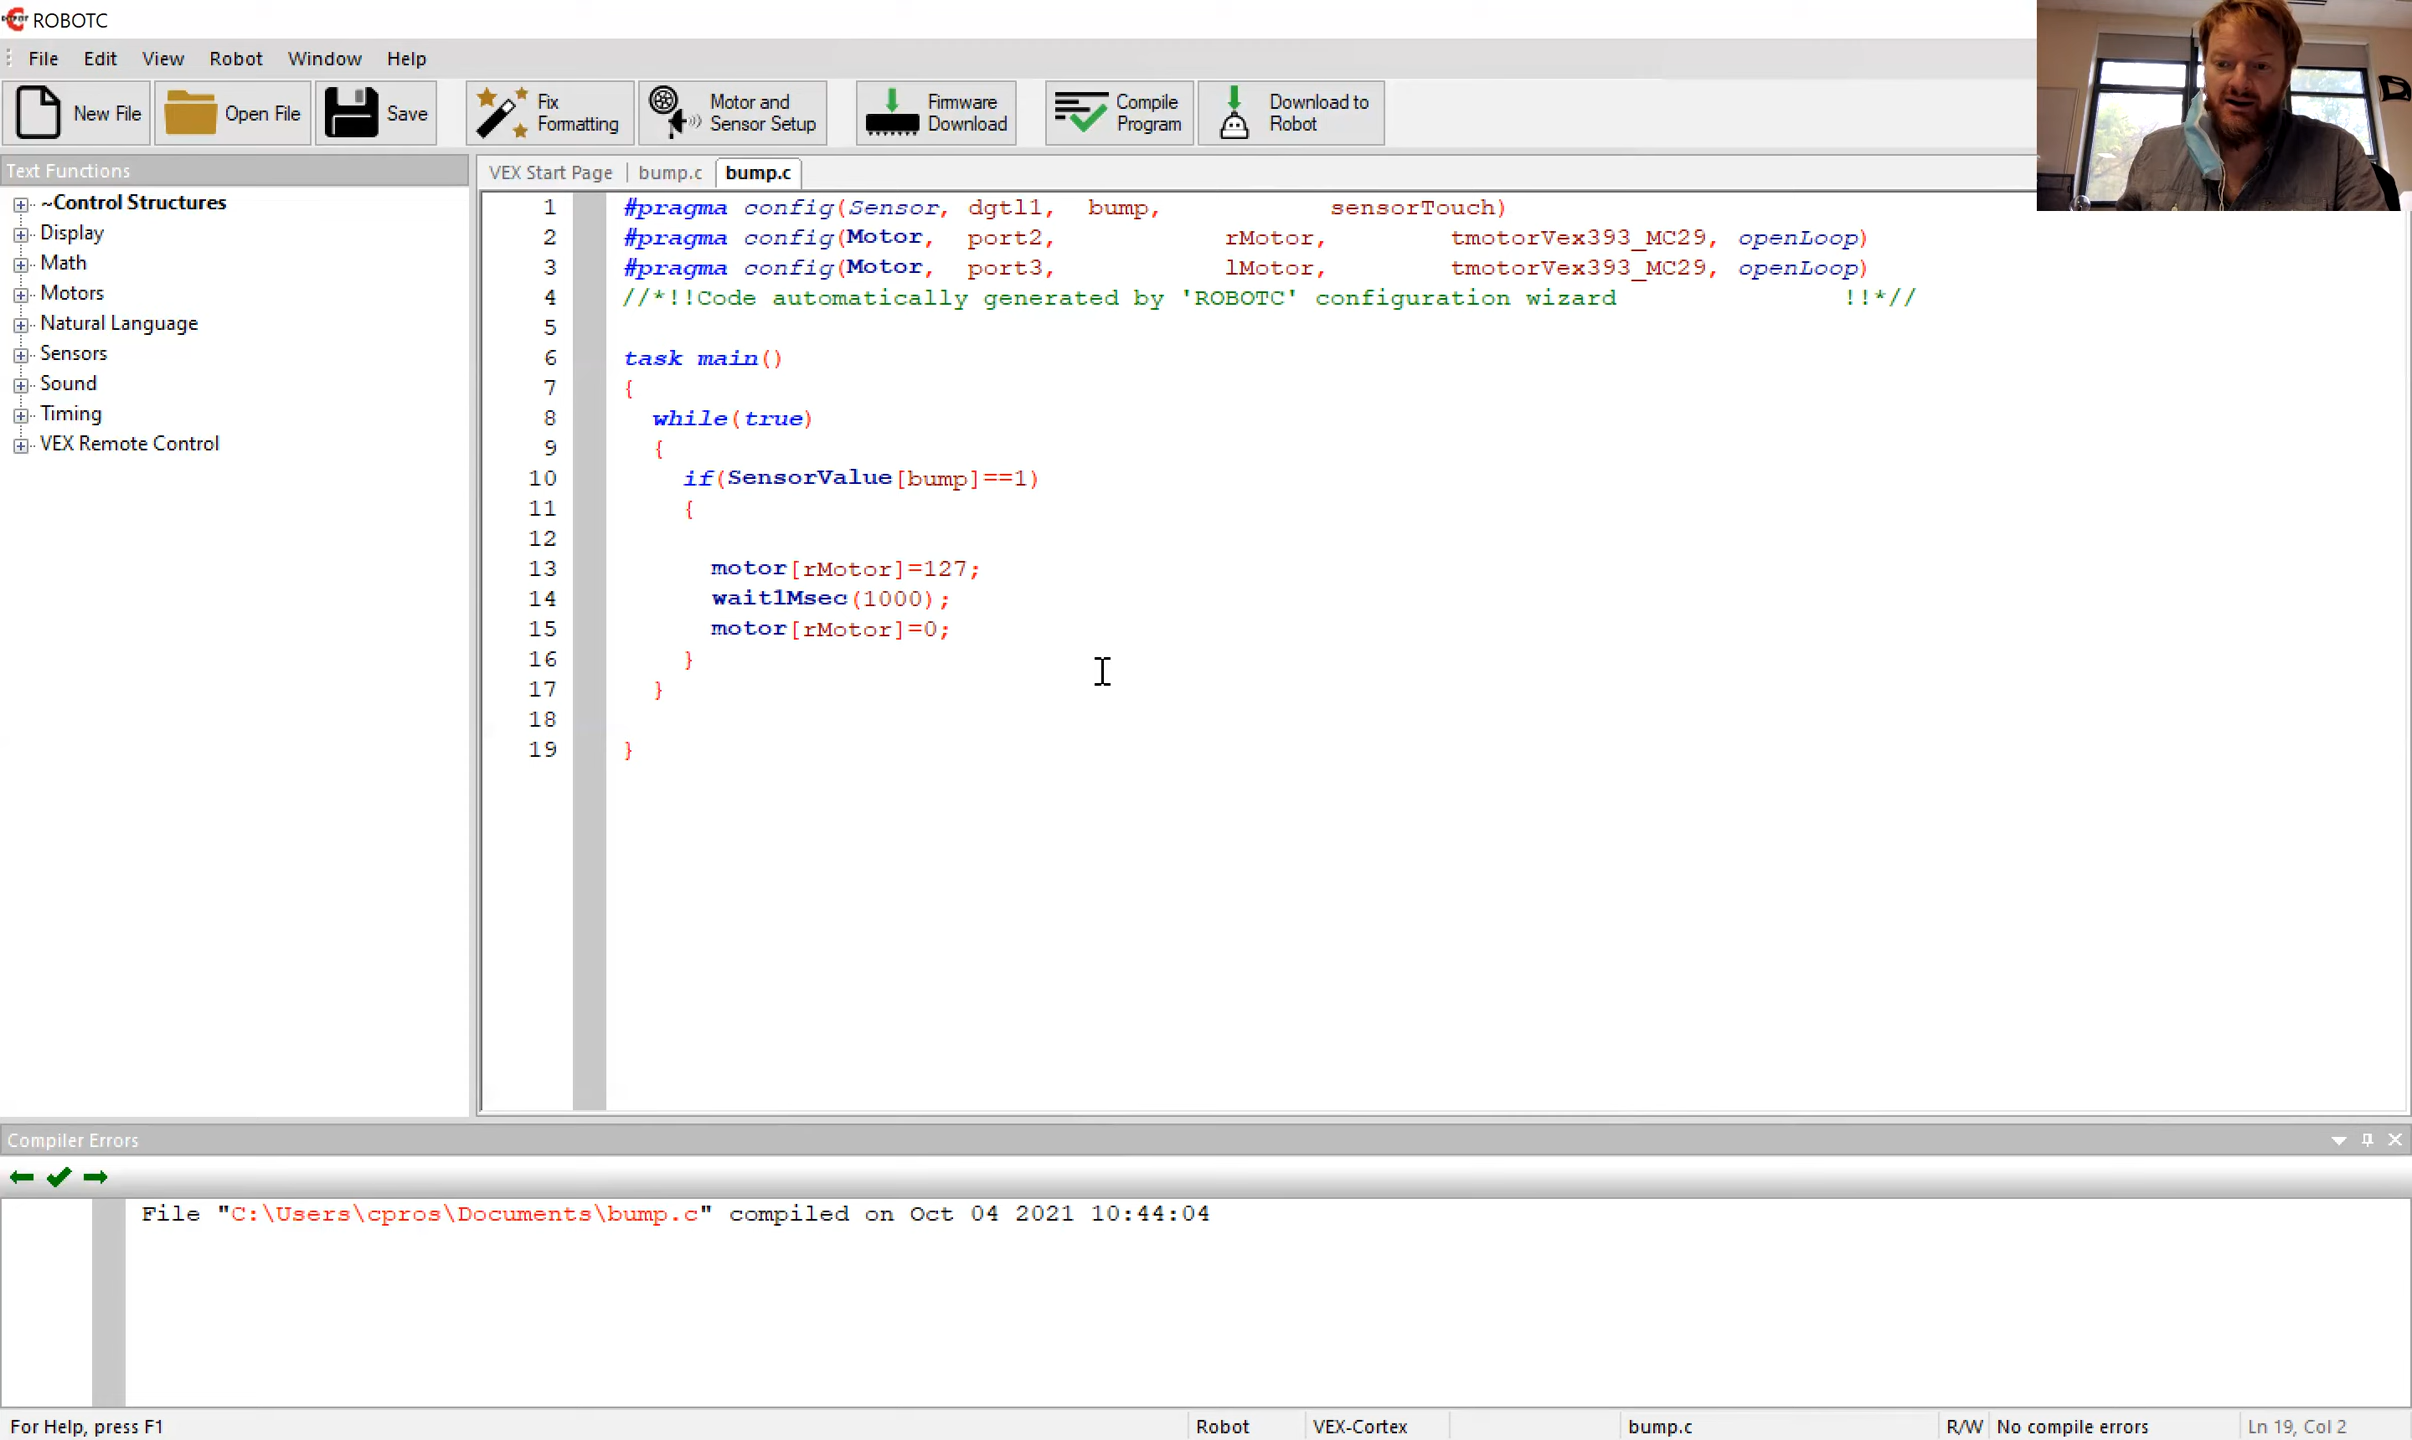 ROBOTC
File Edit View Robot Window Help
New File Open File Save Fix Formatting Motor and Sensor Setup Firmware Download Compile Program Download to Robot
Text Functions
~Control Structures
Display
Math
Motors
Natural Language
Sensors
Sound
Timing
VEX Remote Control
VEX Start Page bump.c bump.c
1 #pragma config(Sensor, dgtl1, bump, sensorTouch)
2 #pragma config(Motor, port2, rMotor, tmotorVex393_MC29, openLoop)
3 #pragma config(Motor, port3, lMotor, tmotorVex393_MC29, openLoop)
4 //*!!Code automatically generated by 'ROBOTC' configuration wizard !!*//
5
6 task main()
7 {
8 while(true)
9 {
10 if(SensorValue[bump]==1)
11 {
12
13 motor[rMotor]=127;
14 wait1Msec(1000);
15 motor[rMotor]=0;
16 }
17 }
18
19 }
Compiler Errors
File "C:\Users\cpros\Documents\bump.c" compiled on Oct 04 2021 10:44:04
For Help, press F1 Robot VEX-Cortex bump.c R/W No compile errors Ln 19, Col 2